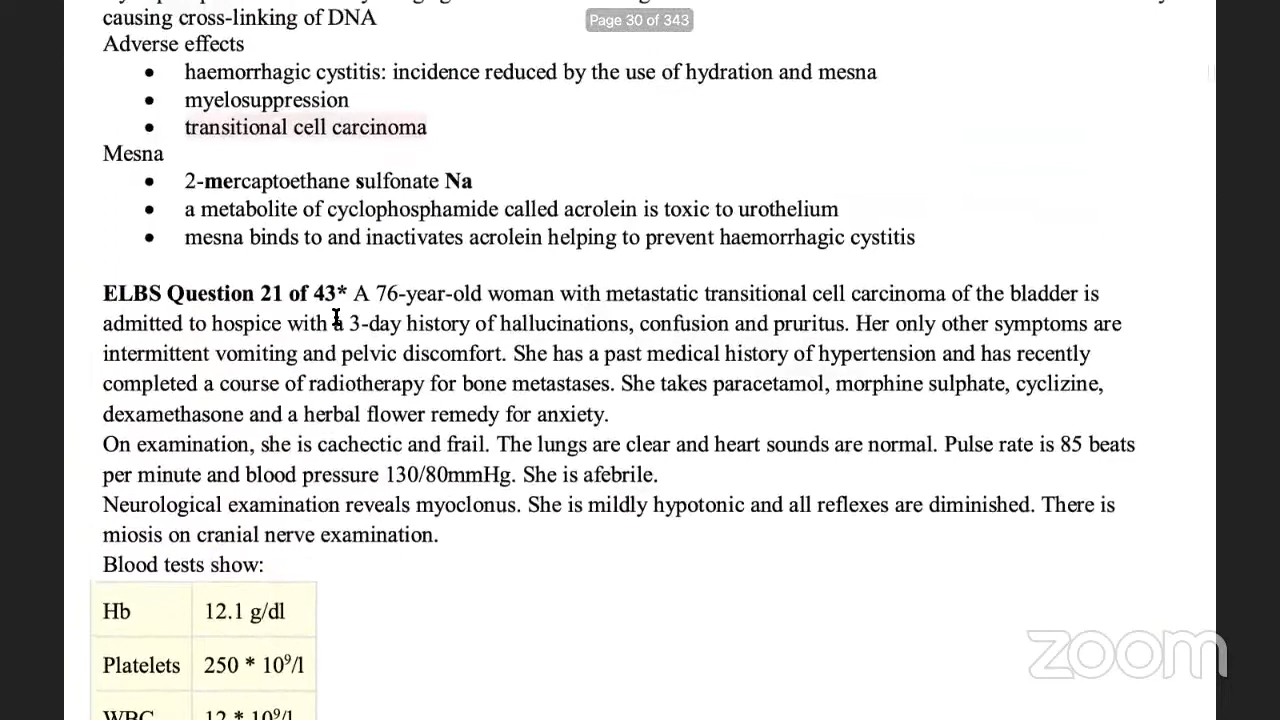 causing cross-linking of DNA
Page 30 of 343
Adverse effects
• haemorrhagic cystitis: incidence reduced by the use of hydration and mesna
• myelosuppression
• transitional cell carcinoma
Mesna
• 2-mercaptoethane sulfonate Na
• a metabolite of cyclophosphamide called acrolein is toxic to urothelium
• mesna binds to and inactivates acrolein helping to prevent haemorrhagic cystitis
ELBS Question 21 of 43* A 76-year-old woman with metastatic transitional cell carcinoma of the bladder is
admitted to hospice with a 3-day history of hallucinations, confusion and pruritus. Her only other symptoms are
intermittent vomiting and pelvic discomfort. She has a past medical history of hypertension and has recently
completed a course of radiotherapy for bone metastases. She takes paracetamol, morphine sulphate, cyclizine,
dexamethasone and a herbal flower remedy for anxiety.
On examination, she is cachectic and frail. The lungs are clear and heart sounds are normal. Pulse rate is 85 beats
per minute and blood pressure 130/80mmHg. She is afebrile.
Neurological examination reveals myoclonus. She is mildly hypotonic and all reflexes are diminished. There is
miosis on cranial nerve examination.
Blood tests show:
Hb 12.1 g/dl
Platelets 250 * 10⁹/l
WBC 12 * 10⁹/l
zoom